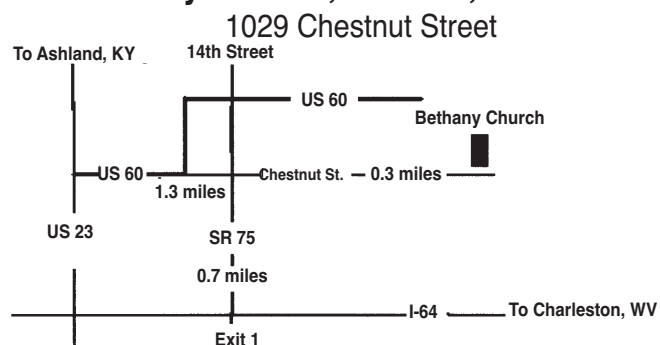 1029 Chestnut Street
To Ashland, KY
14th Street
US 60
Bethany Church
US 60
Chestnut St.
0.3 miles
1.3 miles
US 23
SR 75
0.7 miles
I-64
To Charleston, WV
Exit 1